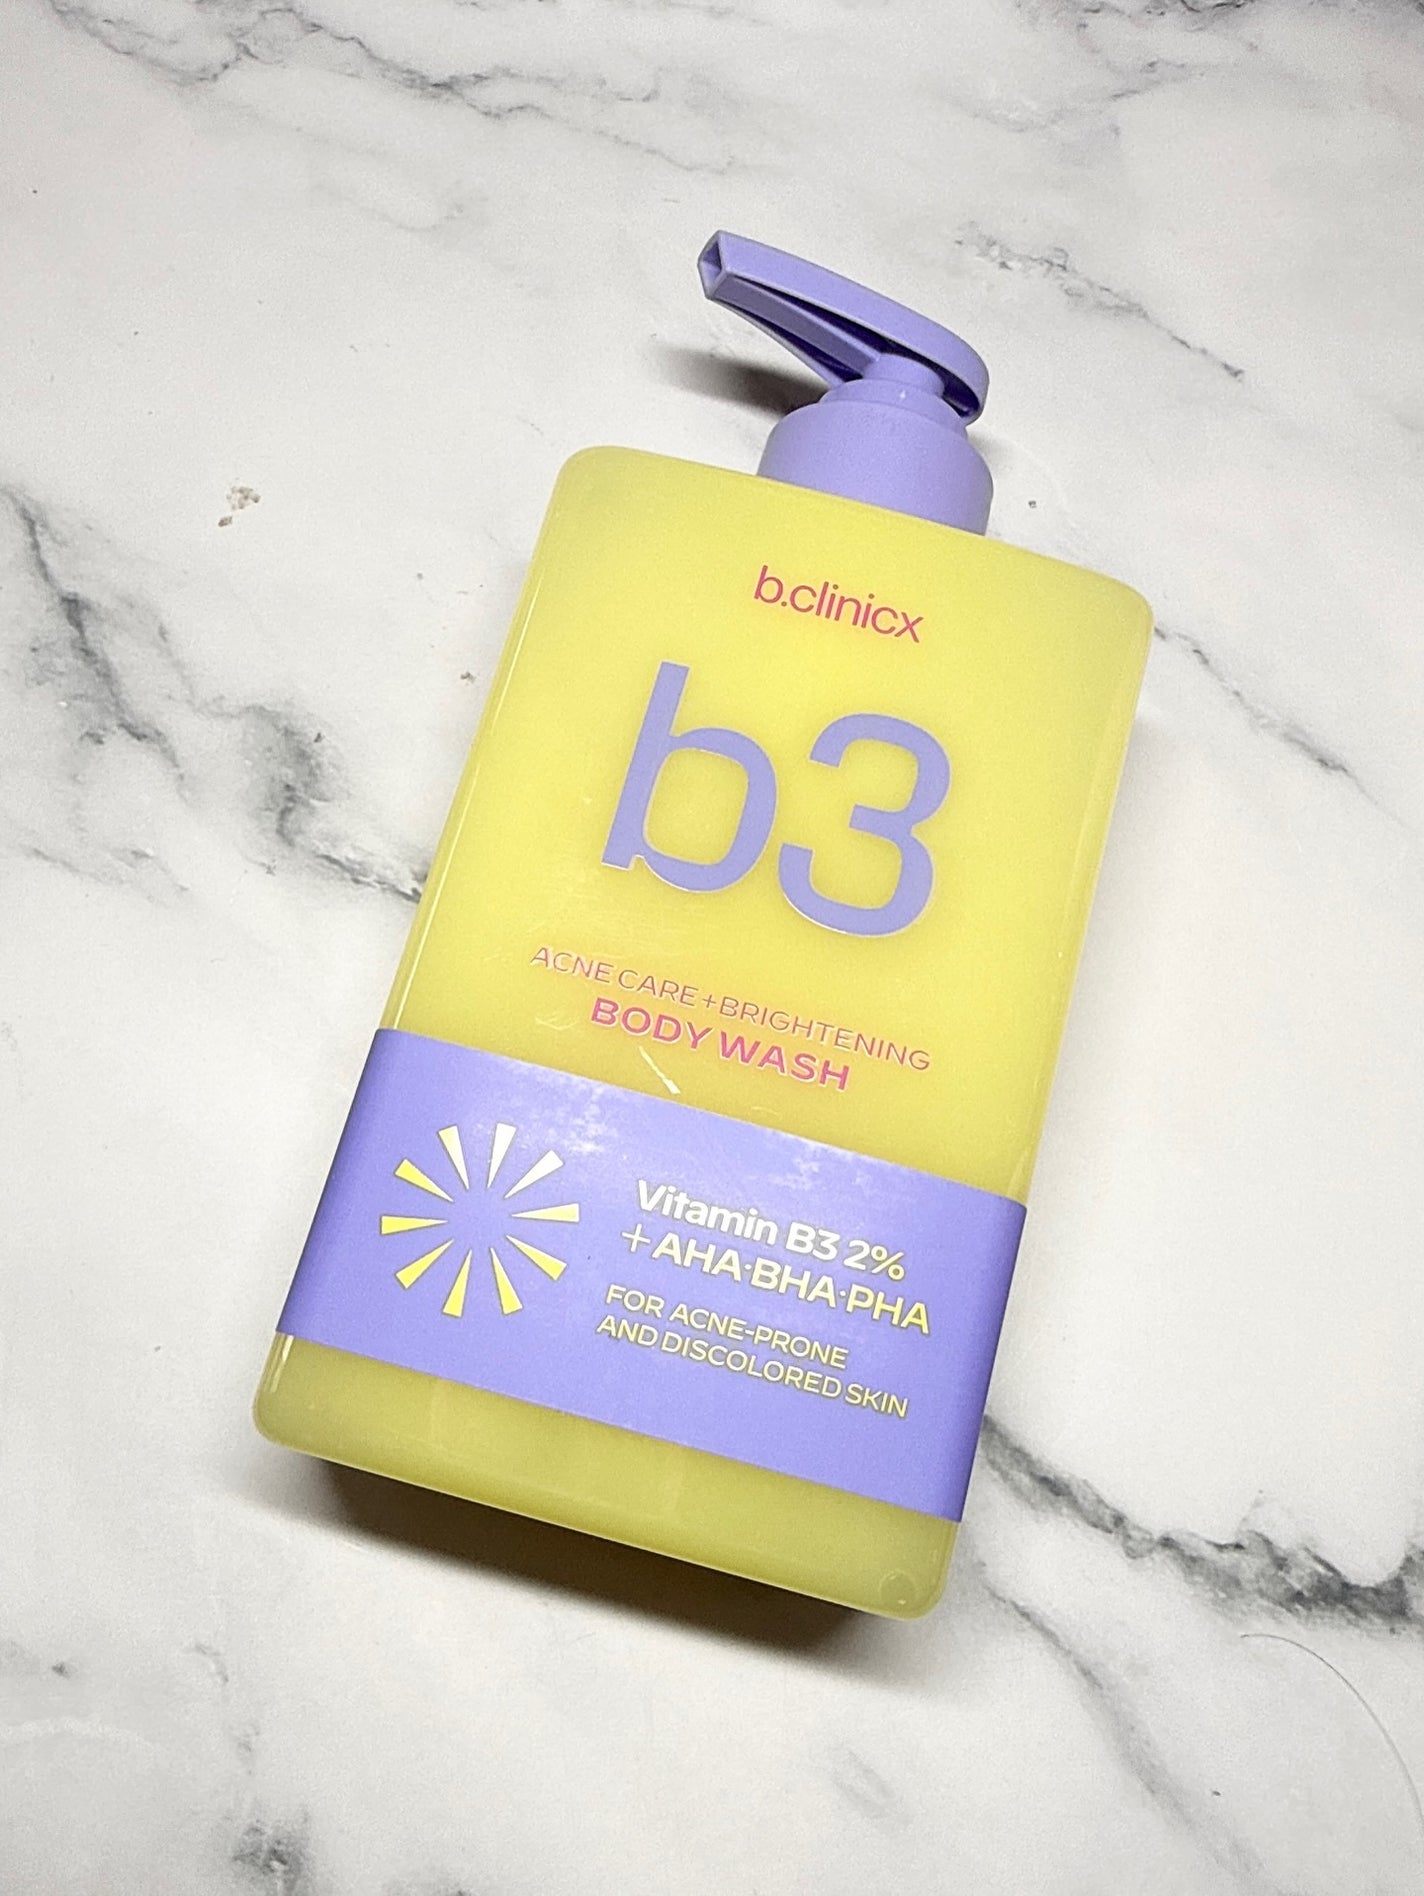 b.clinicx
b3
ACNE CARE+BRIGHTENING
BODY WASH
Vitamin B3 2%
+AHA·BHA·PHA
FOR ACNE-PRONE
AND DISCOLORED SKIN